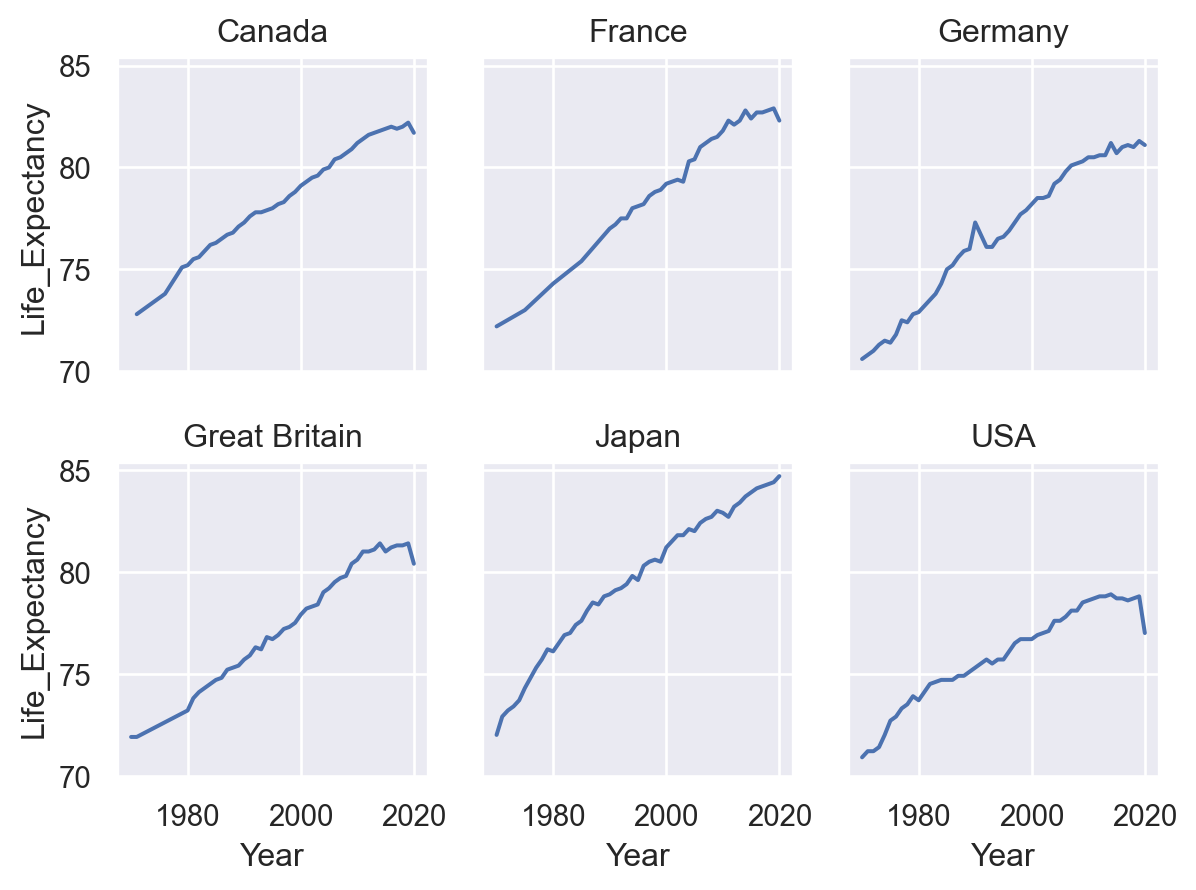 Canada France Germany
85
80
75
70
Life_Expectancy
Great Britain Japan USA
85
80
75
70
Life_Expectancy
1980 2000 2020 1980 2000 2020 1980 2000 2020
Year Year Year